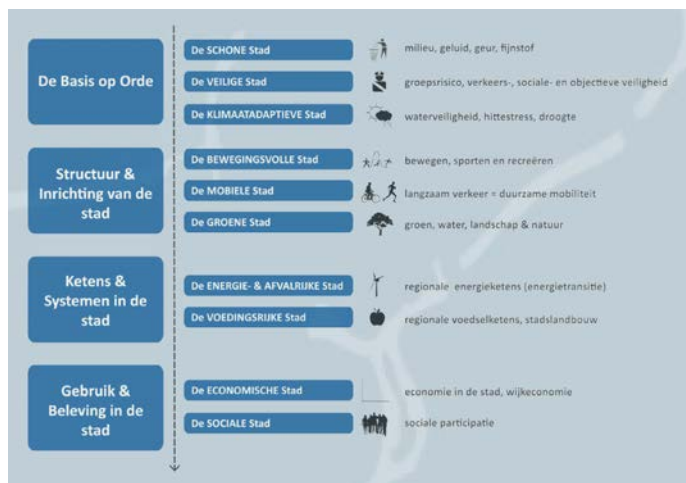 De Basis op Orde
De SCHONE Stad
milieu, geluid, geur, fijnstof
De VEILIGE Stad
groepsrisico, verkeers-, sociale- en objectieve veiligheid
De KLIMAATADAPTIEVE Stad
waterveiligheid, hittestress, droogte
Structuur &
Inrichting van de
stad
De BEWEGINGSVOLLE Stad
bewegen, sporten en recreëren
De MOBIELE Stad
langzaam verkeer = duurzame mobiliteit
De GROENE Stad
groen, water, landschap & natuur
Ketens &
Systemen in de
stad
De ENERGIE- & AFVALRIJKE Stad
regionale energieketens (energietransitie)
De VOEDINGSRIJKE Stad
regionale voedselketens, stadslandbouw
Gebruik &
Beleving in de
stad
De ECONOMISCHE Stad
economie in de stad, wijkeconomie
De SOCIALE Stad
sociale participatie